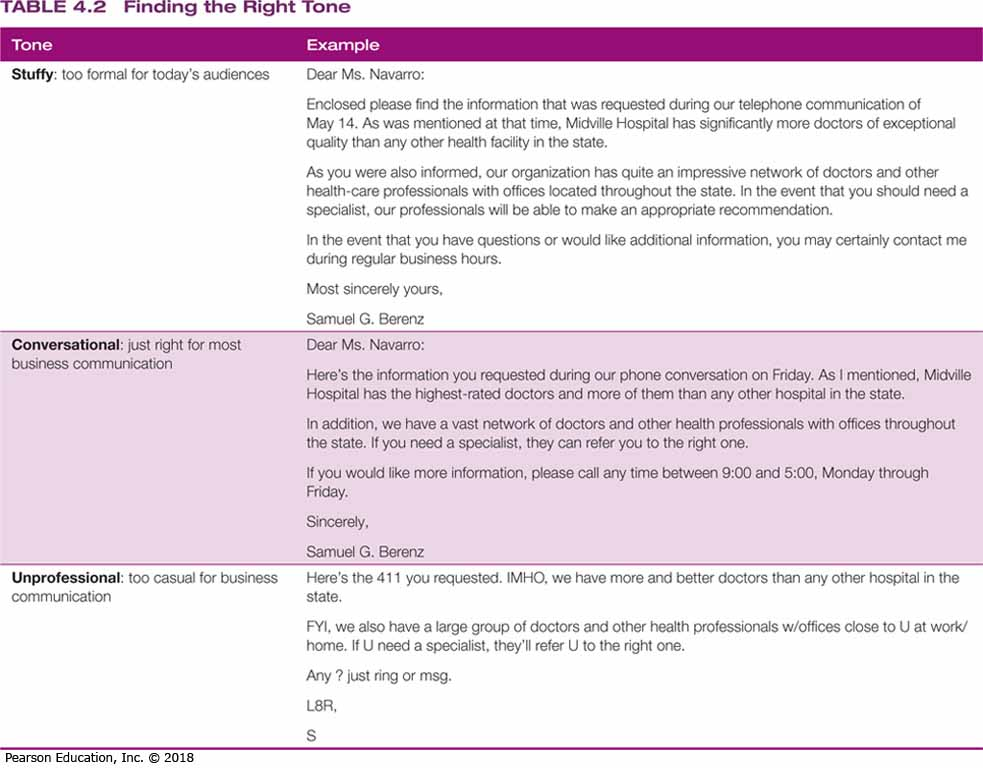 TABLE 4.2 Finding the Right Tone
Tone Example
Stuffy: too formal for today's audiences
Dear Ms. Navarro:
Enclosed please find the information that was requested during our telephone communication of
May 14. As was mentioned at that time, Midville Hospital has significantly more doctors of exceptional
quality than any other health facility in the state.
As you were also informed, our organization has quite an impressive network of doctors and other
health-care professionals with offices located throughout the state. In the event that you should need a
specialist, our professionals will be able to make an appropriate recommendation.
In the event that you have questions or would like additional information, you may certainly contact me
during regular business hours.
Most sincerely yours,
Samuel G. Berenz
Conversational: just right for most
business communication
Dear Ms. Navarro:
Here's the information you requested during our phone conversation on Friday. As I mentioned, Midville
Hospital has the highest-rated doctors and more of them than any other hospital in the state.
In addition, we have a vast network of doctors and other health professionals with offices throughout
the state. If you need a specialist, they can refer you to the right one.
If you would like more information, please call any time between 9:00 and 5:00, Monday through
Friday.
Sincerely,
Samuel G. Berenz
Unprofessional: too casual for business
communication
Here's the 411 you requested. IMHO, we have more and better doctors than any other hospital in the
state.
FYI, we also have a large group of doctors and other health professionals w/offices close to U at work/
home. If U need a specialist, they'll refer U to the right one.
Any ? just ring or msg.
L8R,
S
Pearson Education, Inc. © 2018